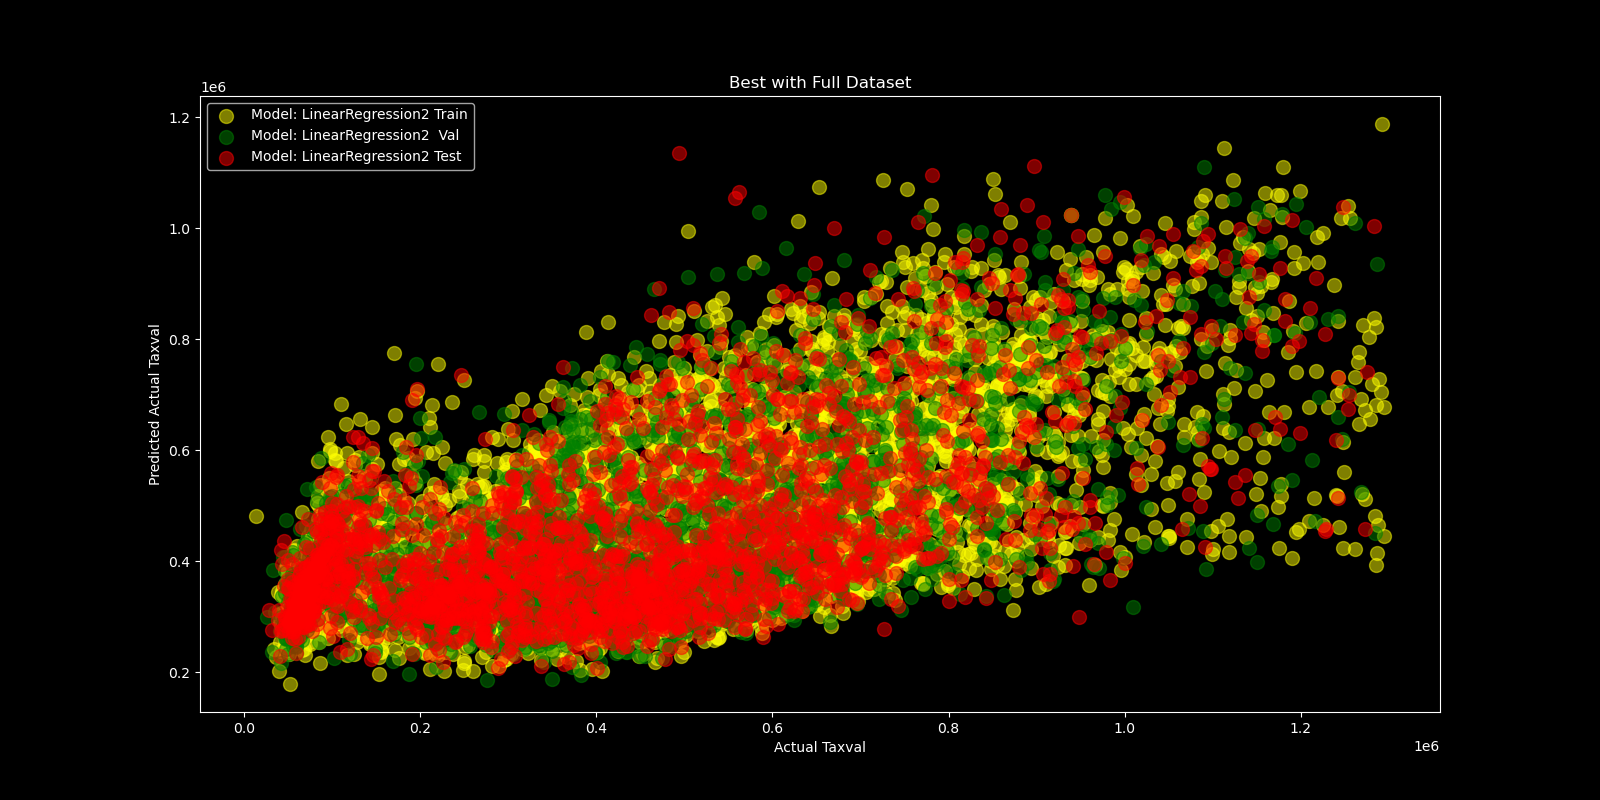 Best with Full Dataset
1e6
Model: LinearRegression2 Train
Model: LinearRegression2  Val
Model: LinearRegression2 Test
1.2
1.0
0.8
0.6
0.4
0.2
Predicted Actual Taxval
0.0 0.2 0.4 0.6 0.8 1.0 1.2
Actual Taxval
1e6